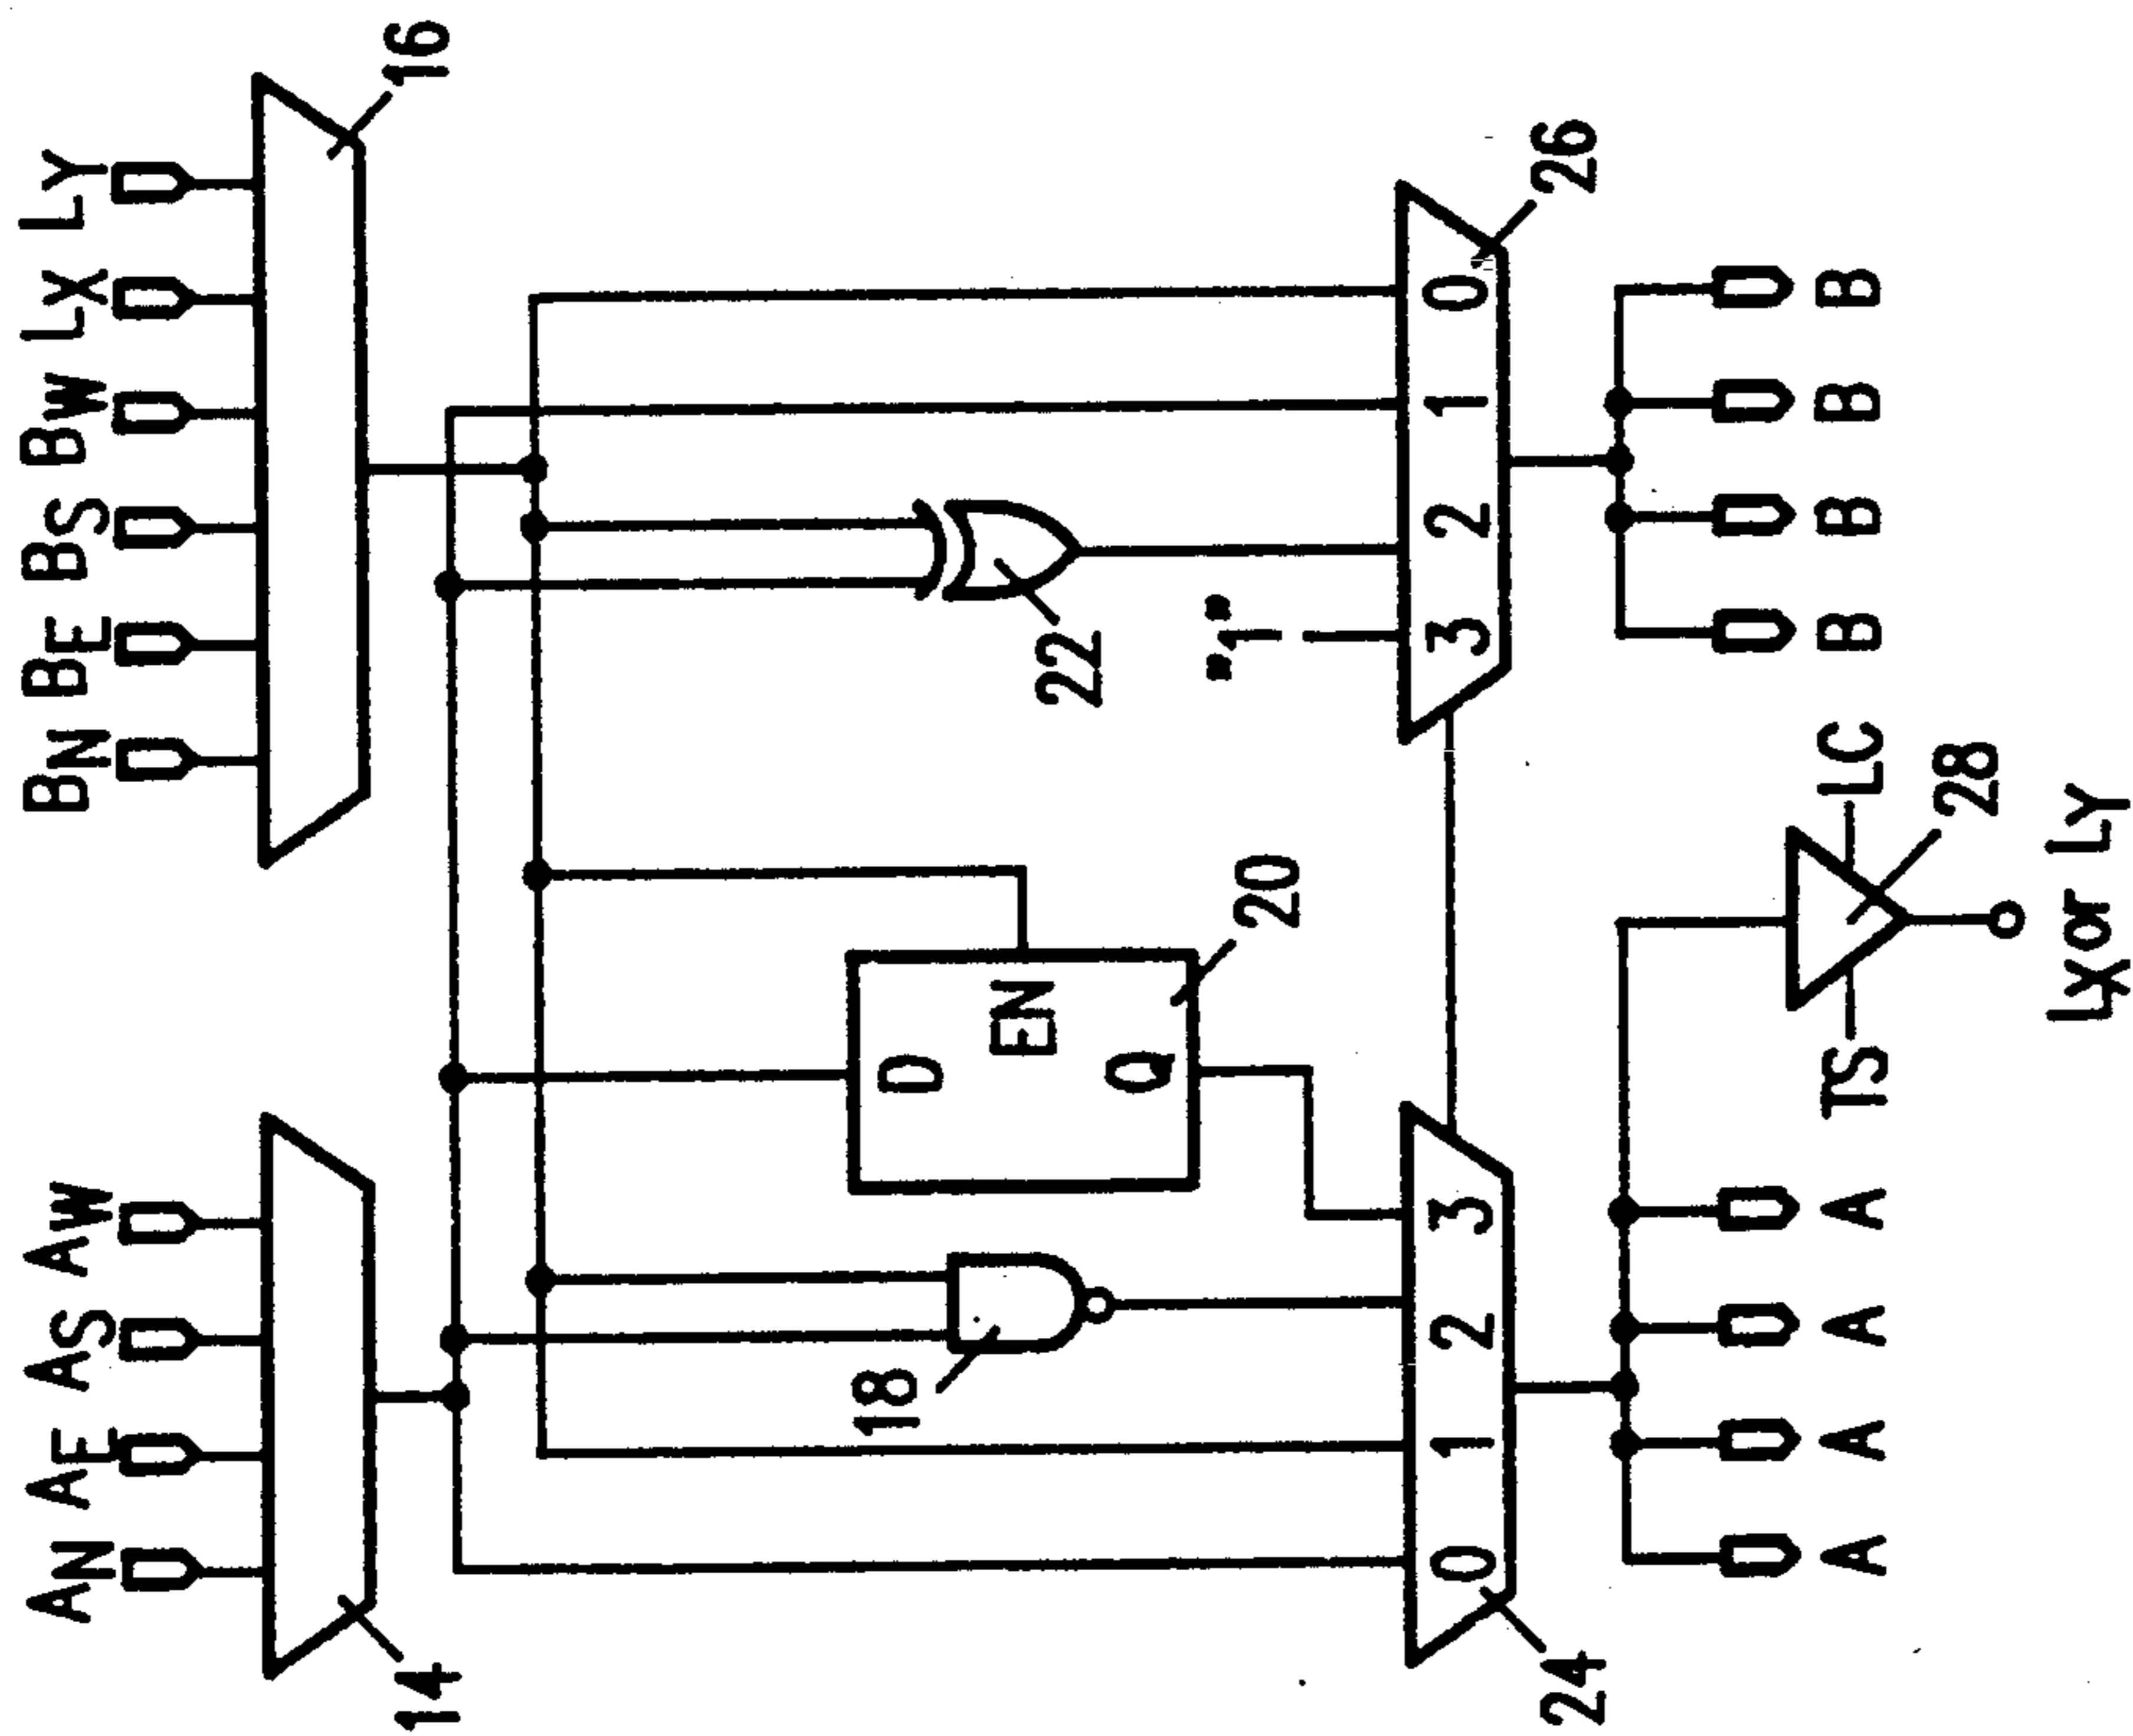 AN AE AS AW
BN BE BS BW LX LY
14
16
18
D
EN
Q
20
22
"1"
0 1 2 3
3 2 1 0
24
26
A A A A
TS
LC
28
LX or LY
B B B B